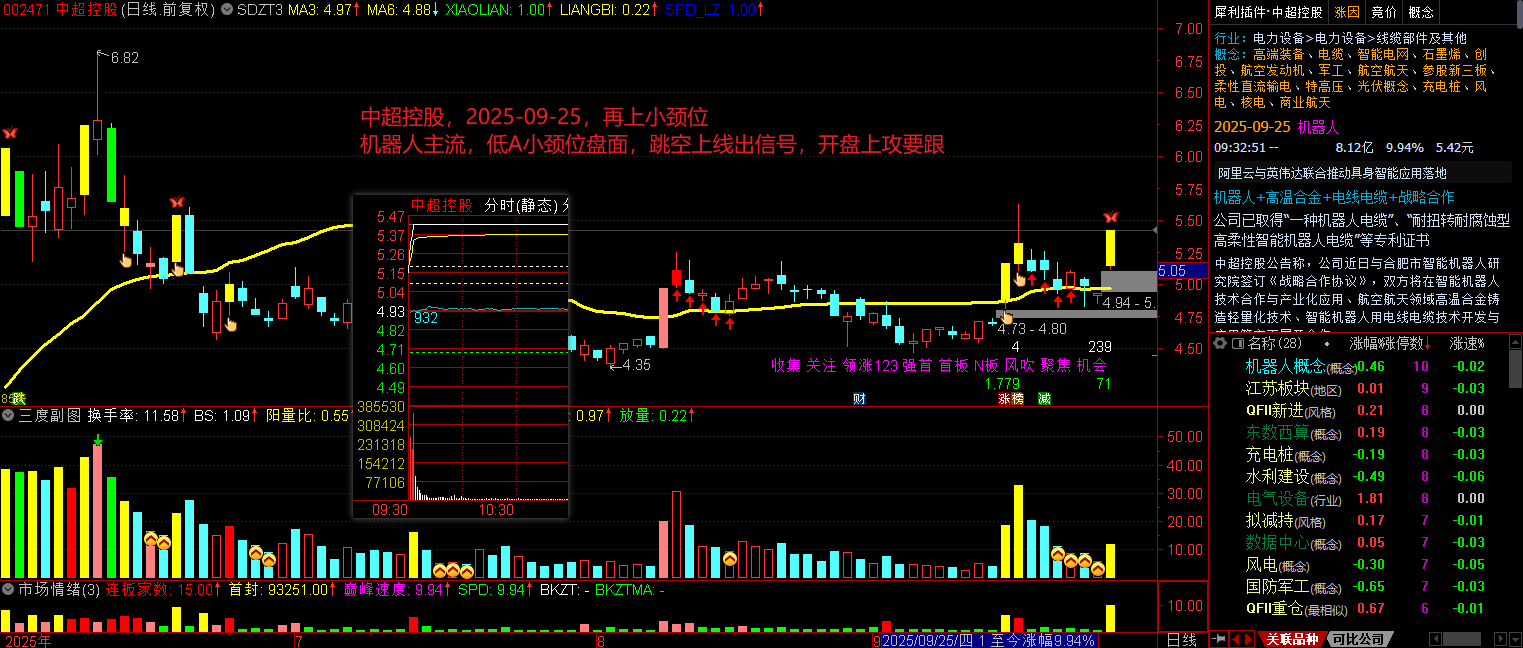 002471 中超控股(日线.前复权) SDZT3 MA3: 4.97↑ MA6: 4.88↓ XIAOLIAN: 1.00↑ LIANGBI: 0.22↑ SPD_LZ 1.00↑
6.82
中超控股，2025-09-25，再上小颈位
机器人主流，低A小颈位盘面，跳空上线出信号，开盘上攻要跟
7.00
6.75
6.50
6.25
6.00
5.75
5.50
5.25
5.05
5.00
4.75
4.50
中超控股 分时(静态)
5.47
5.37
5.26
5.15
5.04
4.93
4.82
4.71
4.60
4.49
932
385530
308424
231318
154212
77106
09:30 10:30
4.35
4.94 - 5.
4.73 - 4.80
4 239
收集 关注 领涨123 强首 首板 N板 风吹 聚焦 机会
1.779 71
财 涨 榜 减
跌
三度副图 换手率: 11.58↑ BS: 1.09↑ 阳量比: 0.55 0.97↑ 放量: 0.22↑
50.00
40.00
30.00
20.00
10.00
市场情绪(3) 连板家数: 15.00↑ 首封: 93251.00↑ 巅峰速度: 9.94↑ SPD: 9.94↑ BKZT: - BKZTMA: -
10.00
2025年 7 8 9 2025/09/25/四 1 至今涨幅9.94% 日线
犀利插件·中超控股 涨因 竞价 概念
行业: 电力设备>电力设备>线缆部件及其他
概念: 高端装备、电缆、智能电网、石墨烯、创
投、航空发动机、军工、航空航天、参股新三板、
柔性直流输电、特高压、光伏概念、充电桩、风
电、核电、商业航天
2025-09-25 机器人
09:32:51 -- 8.12亿 9.94% 5.42元
阿里云与英伟达联合推动具身智能应用落地
机器人+高温合金+电线电缆+战略合作
公司已取得“一种机器人电缆”、“耐扭转耐腐蚀型
高柔性智能机器人电缆”等专利证书
中超控股公告称，公司近日与合肥市智能机器人研
究院签订《战略合作协议》，双方将在智能机器人
技术合作与产业化应用、航空航天领域高温合金铸
造轻量化技术、智能机器人用电线电缆技术开发与
名称(28) • 涨幅% 涨停数↓ 涨速%
机器人概念(概念) 0.46 10 -0.02
江苏板块(地区) 0.01 9 -0.03
QFII新进(风格) 0.21 8 0.00
东数西算(概念) 0.19 8 -0.03
充电桩(概念) -0.19 8 -0.03
水利建设(概念) -0.49 8 -0.06
电气设备(行业) 1.81 8 0.00
拟减持(风格) 0.17 7 -0.01
数据中心(概念) 0.05 7 -0.03
风电(概念) -0.30 7 -0.05
国防军工(概念) -0.65 7 -0.03
QFII重仓(最相似) 0.67 6 -0.01
关联品种 可比公司